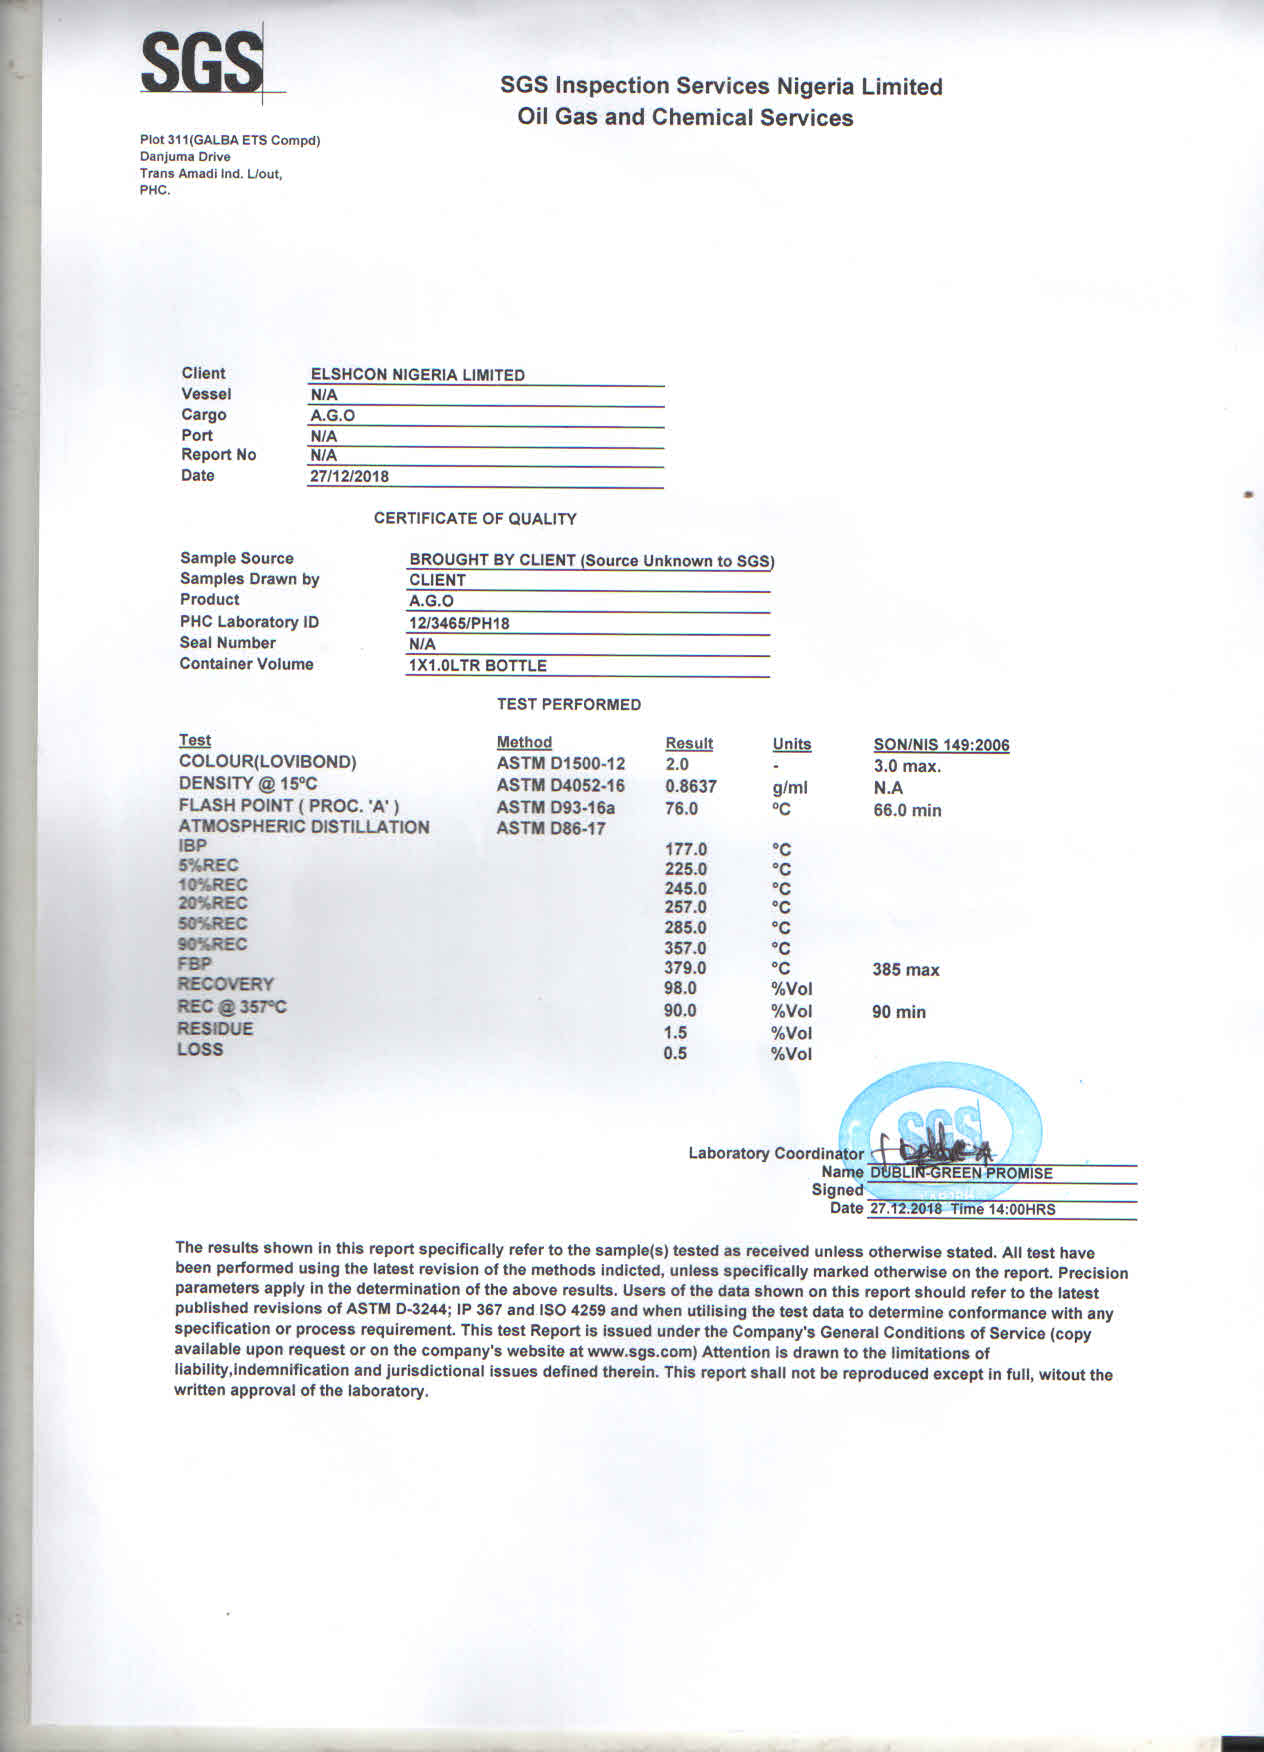 SGS
SGS Inspection Services Nigeria Limited
Oil Gas and Chemical Services
Plot 311(GALBA ETS Compd)
Danjuma Drive
Trans Amadi Ind. L/out,
PHC.
Client ELSHCON NIGERIA LIMITED
Vessel N/A
Cargo A.G.O
Port N/A
Report No N/A
Date 27/12/2018
CERTIFICATE OF QUALITY
Sample Source BROUGHT BY CLIENT (Source Unknown to SGS)
Samples Drawn by CLIENT
Product A.G.O
PHC Laboratory ID 12/3465/PH18
Seal Number N/A
Container Volume 1X1.0LTR BOTTLE
TEST PERFORMED
Test Method Result Units SON/NIS 149:2006
COLOUR(LOVIBOND) ASTM D1500-12 2.0 - 3.0 max.
DENSITY @ 15ºC ASTM D4052-16 0.8637 g/ml N.A
FLASH POINT ( PROC. 'A' ) ASTM D93-16a 76.0 ºC 66.0 min
ATMOSPHERIC DISTILLATION ASTM D86-17
IBP 177.0 ºC
5%REC 225.0 ºC
10%REC 245.0 ºC
20%REC 257.0 ºC
50%REC 285.0 ºC
90%REC 357.0 ºC
FBP 379.0 ºC 385 max
RECOVERY 98.0 %Vol
REC @ 357ºC 90.0 %Vol 90 min
RESIDUE 1.5 %Vol
LOSS 0.5 %Vol
SGS
Laboratory Coordinator
Name DUBLIN-GREEN PROMISE
Signed
Date 27.12.2018 Time 14:00HRS
The results shown in this report specifically refer to the sample(s) tested as received unless otherwise stated. All test have
been performed using the latest revision of the methods indicted, unless specifically marked otherwise on the report. Precision
parameters apply in the determination of the above results. Users of the data shown on this report should refer to the latest
published revisions of ASTM D-3244; IP 367 and ISO 4259 and when utilising the test data to determine conformance with any
specification or process requirement. This test Report is issued under the Company's General Conditions of Service (copy
available upon request or on the company's website at www.sgs.com) Attention is drawn to the limitations of
liability,indemnification and jurisdictional issues defined therein. This report shall not be reproduced except in full, witout the
written approval of the laboratory.